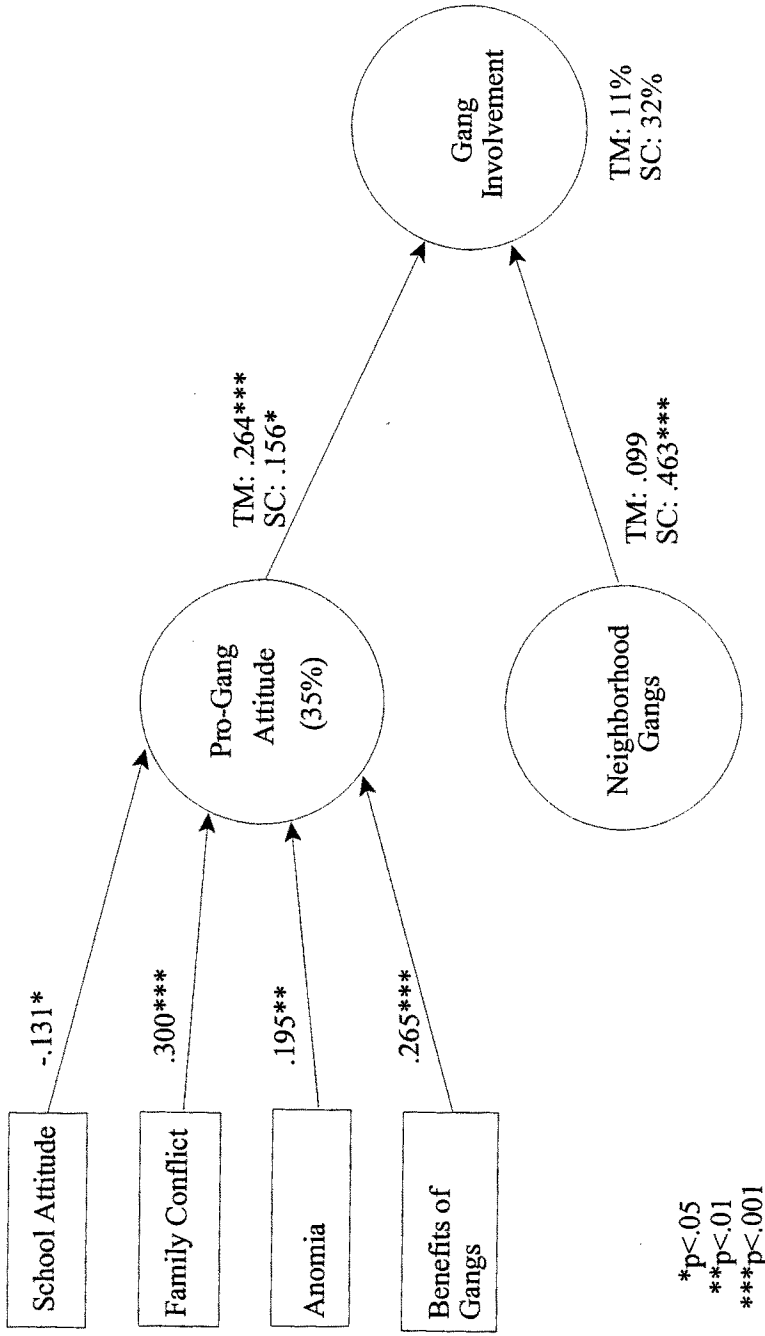 School Attitude
Family Conflict
Anomia
Benefits of
Gangs
-.131*
.300***
.195**
.265***
Pro-Gang
Attitude
(35%)
Neighborhood
Gangs
TM: .264***
SC: .156*
TM: .099
SC: .463***
Gang
Involvement
TM: 11%
SC: 32%
*p<.05
**p<.01
***p<.001